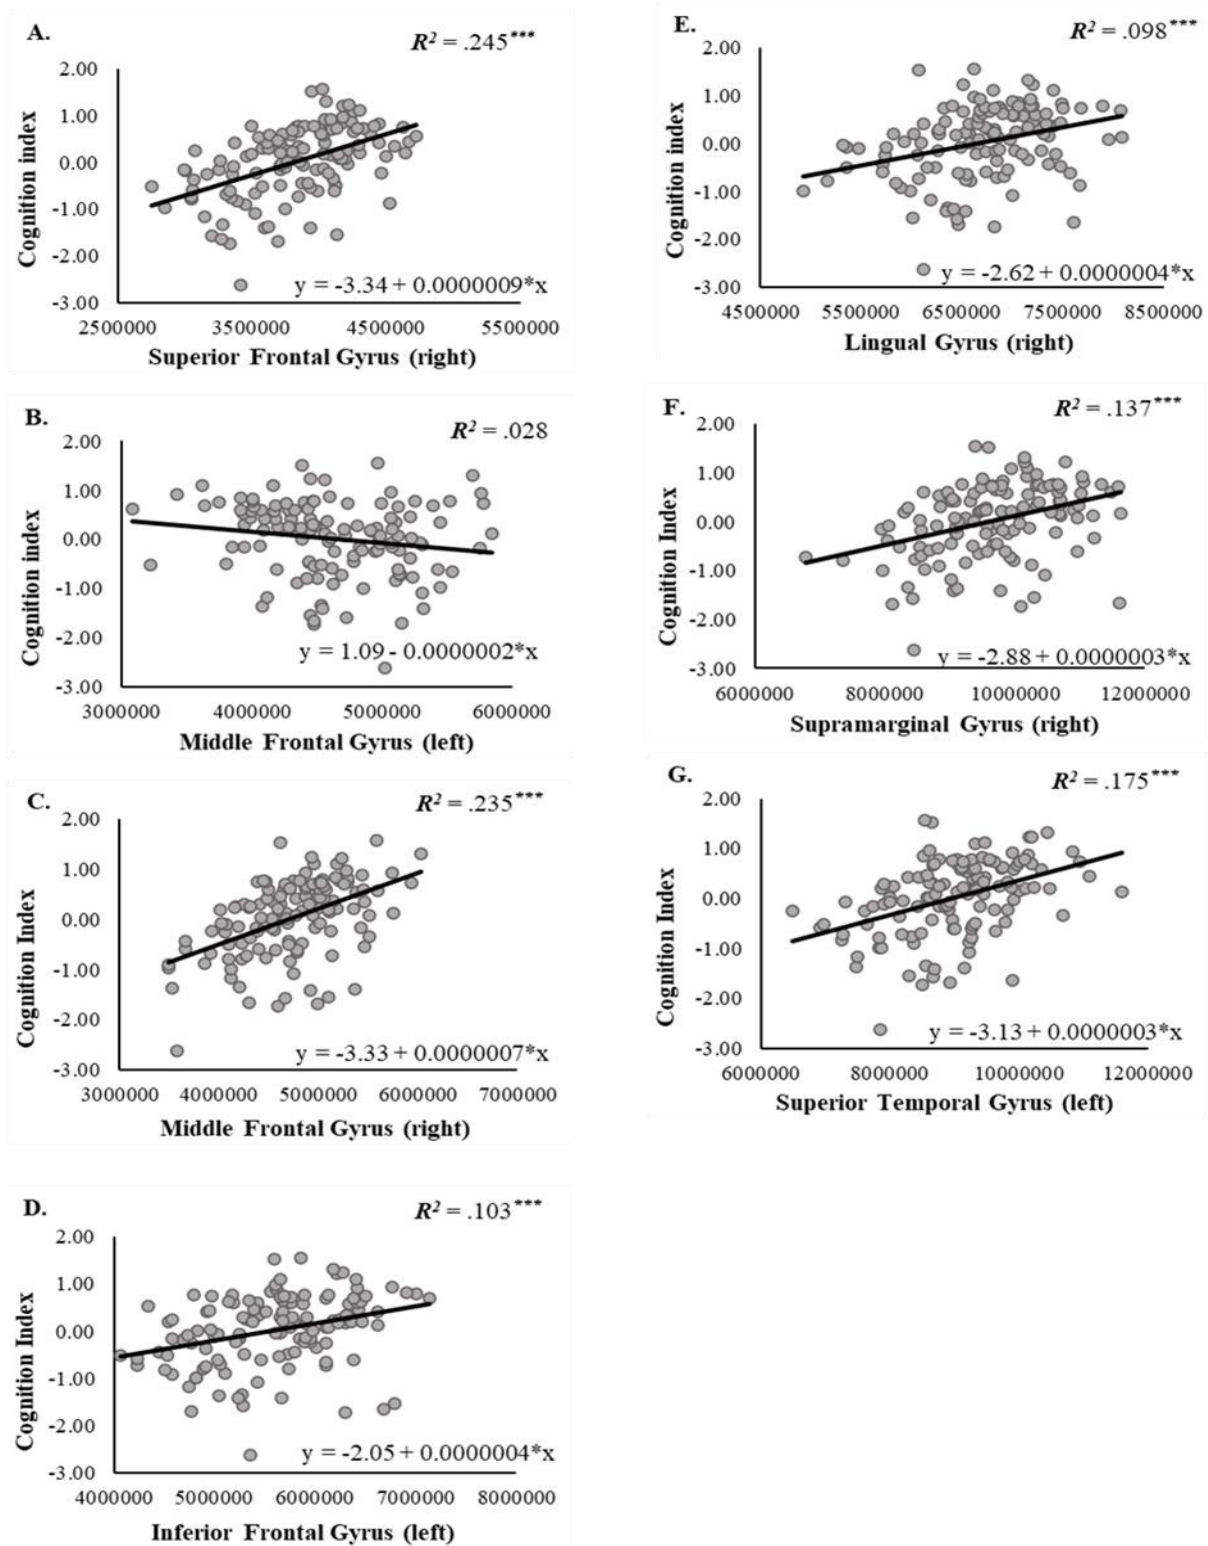 A.
R² = .245***
2.00
1.00
0.00
-1.00
-2.00
-3.00
Cognition index
y = -3.34 + 0.0000009*x
25000000 35000000 45000000 55000000
Superior Frontal Gyrus (right)
B.
R² = .028
2.00
1.00
0.00
-1.00
-2.00
-3.00
Cognition index
y = 1.09 - 0.0000002*x
3000000 4000000 5000000 6000000
Middle Frontal Gyrus (left)
C.
R² = .235***
2.00
1.00
0.00
-1.00
-2.00
-3.00
Cognition Index
y = -3.33 + 0.0000007*x
3000000 4000000 5000000 6000000 7000000
Middle Frontal Gyrus (right)
D.
R² = .103***
2.00
1.00
0.00
-1.00
-2.00
-3.00
Cognition Index
y = -2.05 + 0.0000004*x
4000000 5000000 6000000 7000000 8000000
Inferior Frontal Gyrus (left)
E.
R² = .098***
2.00
1.00
0.00
-1.00
-2.00
-3.00
Cognition index
y = -2.62 + 0.0000004*x
45000000 55000000 65000000 75000000 85000000
Lingual Gyrus (right)
F.
R² = .137***
2.00
1.00
0.00
-1.00
-2.00
-3.00
Cognition Index
y = -2.88 + 0.0000003*x
6000000 8000000 10000000 12000000
Supramarginal Gyrus (right)
G.
R² = .175***
2.00
1.00
0.00
-1.00
-2.00
-3.00
Cognition Index
y = -3.13 + 0.0000003*x
6000000 8000000 10000000 12000000
Superior Temporal Gyrus (left)